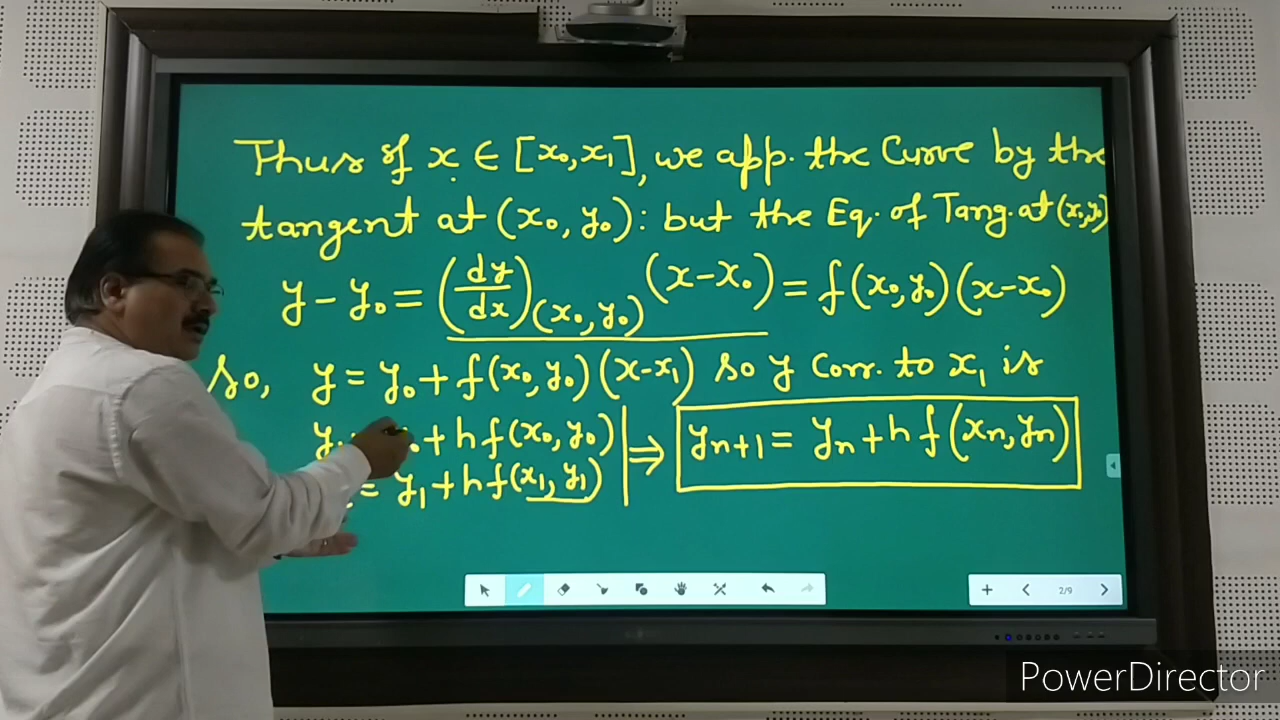 Thus if x ∈ [x₀, x₁], we app. the Curve by the
tangent at (x₀, y₀): but the Eq. of Tang. at (x₀, y₀)
y - y₀ = (dy/dx)(x₀, y₀) (x-x₀) = f(x₀, y₀)(x-x₀)
so, y = y₀ + f(x₀, y₀)(x-x₁) so y Corr. to x₁ is
y + h f(x₀, y₀) ⇒ yn+1 = yn + h f(xn, yn)
= y₁ + h f(x₁, y₁)
2/9
PowerDirector